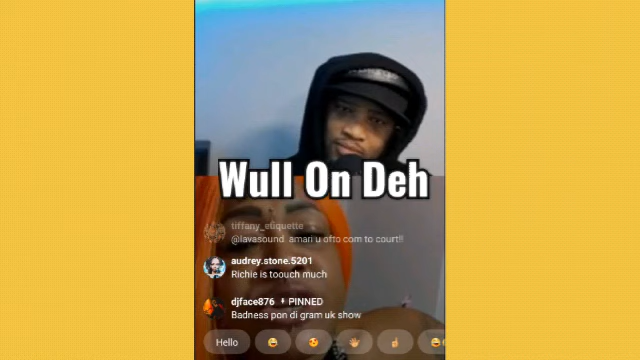 Wull On Deh
tiffany_etiquette
@lavasound. amari u ofto com to court!!
audrey.stone.5201
Richie is toouch much
djface876 PINNED
Badness pon di gram uk show
Hello